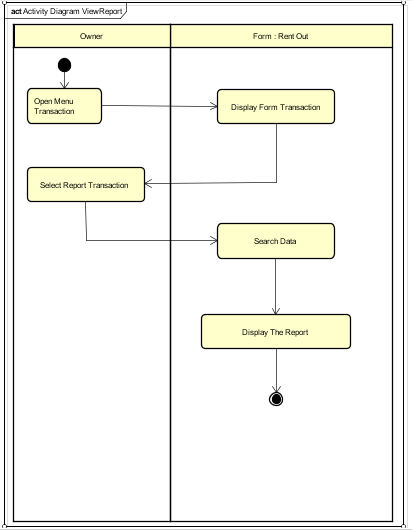 act Activity Diagram ViewReport
Owner
Form : Rent Out
Open Menu
Transaction
Display Form Transaction
Select Report Transaction
Search Data
Display The Report